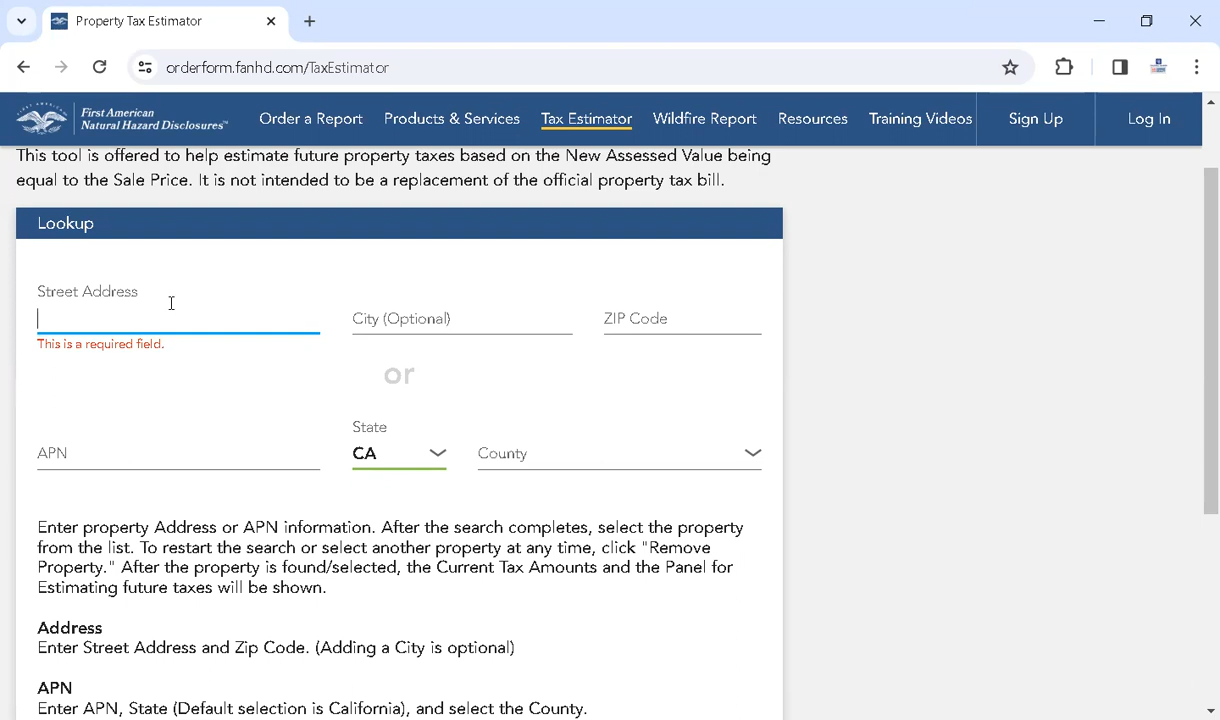 Property Tax Estimator
orderform.fanhd.com/TaxEstimator
First American
Natural Hazard Disclosures™
Order a Report
Products & Services
Tax Estimator
Wildfire Report
Resources
Training Videos
Sign Up
Log In
This tool is offered to help estimate future property taxes based on the New Assessed Value being
equal to the Sale Price. It is not intended to be a replacement of the official property tax bill.
Lookup
Street Address
City (Optional)
ZIP Code
This is a required field.
or
State
APN
CA
County
Enter property Address or APN information. After the search completes, select the property
from the list. To restart the search or select another property at any time, click "Remove
Property." After the property is found/selected, the Current Tax Amounts and the Panel for
Estimating future taxes will be shown.
Address
Enter Street Address and Zip Code. (Adding a City is optional)
APN
Enter APN, State (Default selection is California), and select the County.